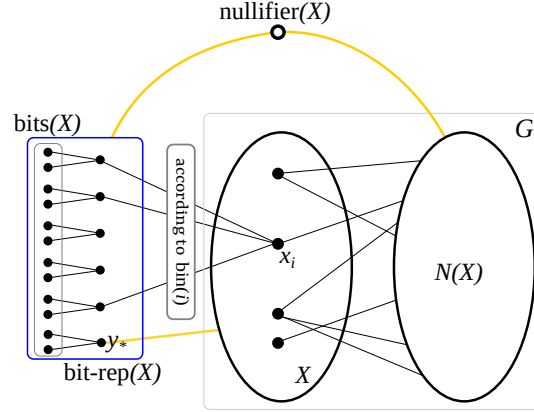 nullifier(X)
bits(X)
G
according to bin(i)
x_i
N(X)
y_*
X
bit-rep(X)